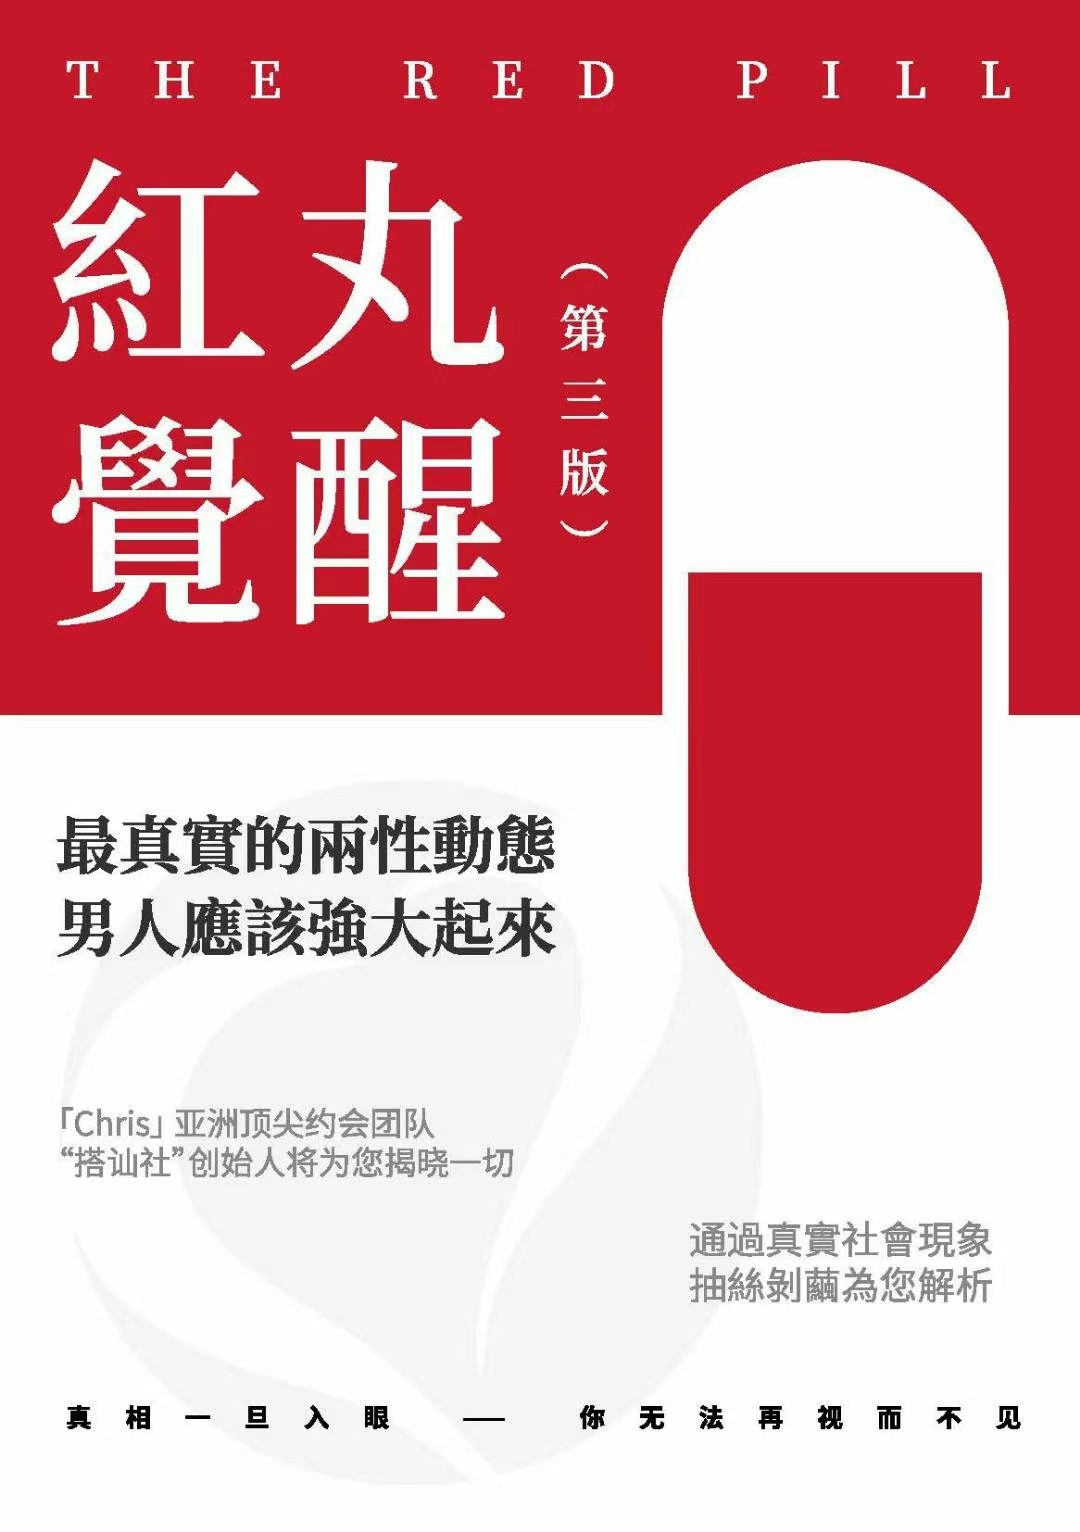 THE RED PILL
紅丸
覺醒
（第三版）
最真實的兩性動態
男人應該強大起來
「Chris」亚洲顶尖约会团队
“搭讪社”创始人将为您揭晓一切
通過真實社會現象
抽絲剝繭為您解析
真相一旦入眼——你无法再视而不见